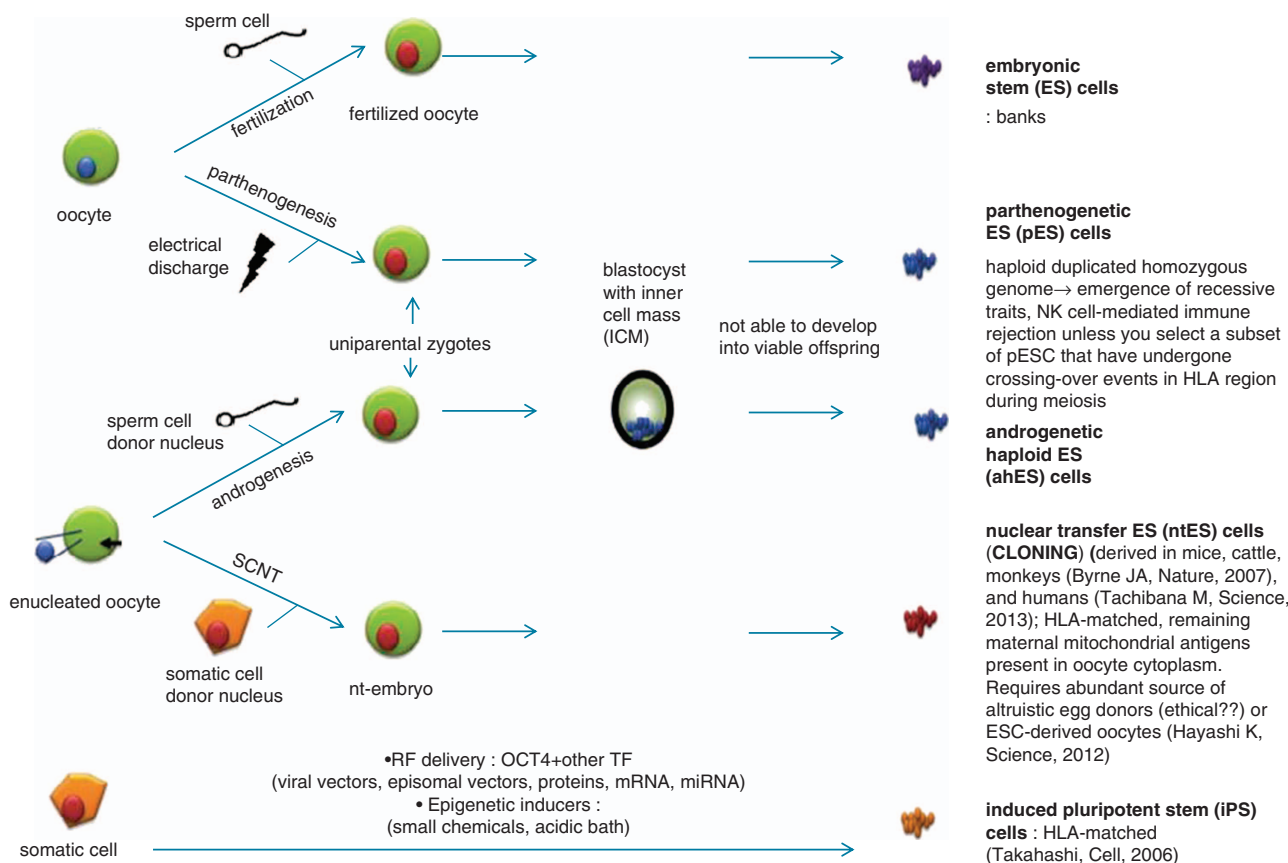 sperm cell
fertilization
fertilized oocyte
embryonic
stem (ES) cells
: banks
oocyte
parthenogenesis
electrical
discharge
uniparental zygotes
blastocyst
with inner
cell mass
(ICM)
not able to develop
into viable offspring
parthenogenetic
ES (pES) cells
haploid duplicated homozygous
genome→ emergence of recessive
traits, NK cell-mediated immune
rejection unless you select a subset
of pESC that have undergone
crossing-over events in HLA region
during meiosis
sperm cell
donor nucleus
androgenesis
androgenetic
haploid ES
(ahES) cells
enucleated oocyte
SCNT
somatic cell
donor nucleus
nt-embryo
nuclear transfer ES (ntES) cells
(CLONING) (derived in mice, cattle,
monkeys (Byrne JA, Nature, 2007),
and humans (Tachibana M, Science,
2013); HLA-matched, remaining
maternal mitochondrial antigens
present in oocyte cytoplasm.
Requires abundant source of
altruistic egg donors (ethical??) or
ESC-derived oocytes (Hayashi K,
Science, 2012)
somatic cell
•RF delivery : OCT4+other TF
(viral vectors, episomal vectors, proteins, mRNA, miRNA)
• Epigenetic inducers :
(small chemicals, acidic bath)
induced pluripotent stem (iPS)
cells : HLA-matched
(Takahashi, Cell, 2006)